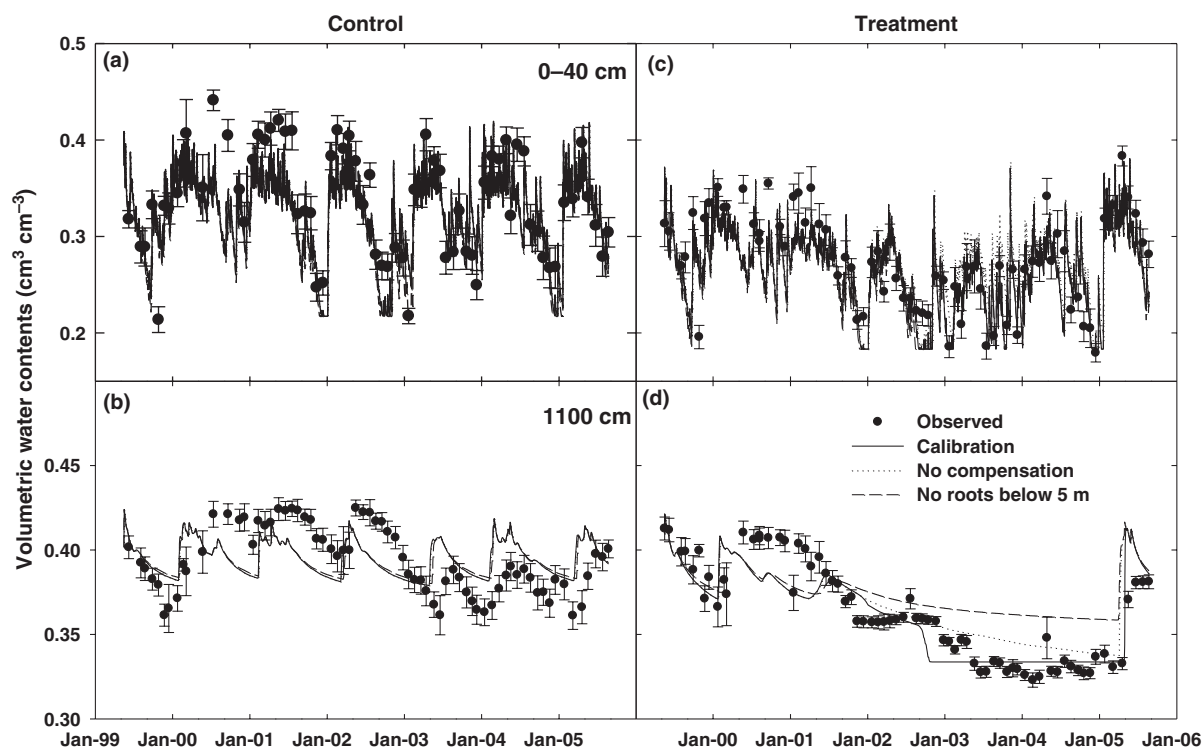 Control
Treatment
Volumetric water contents (cm³ cm⁻³)
0.5
0.4
0.3
0.2
(a)
0–40 cm
(c)
(b)
1100 cm
(d)
Observed
Calibration
No compensation
No roots below 5 m
0.45
0.40
0.35
0.30
Jan-99 Jan-00 Jan-01 Jan-02 Jan-03 Jan-04 Jan-05
Jan-00 Jan-01 Jan-02 Jan-03 Jan-04 Jan-05 Jan-06